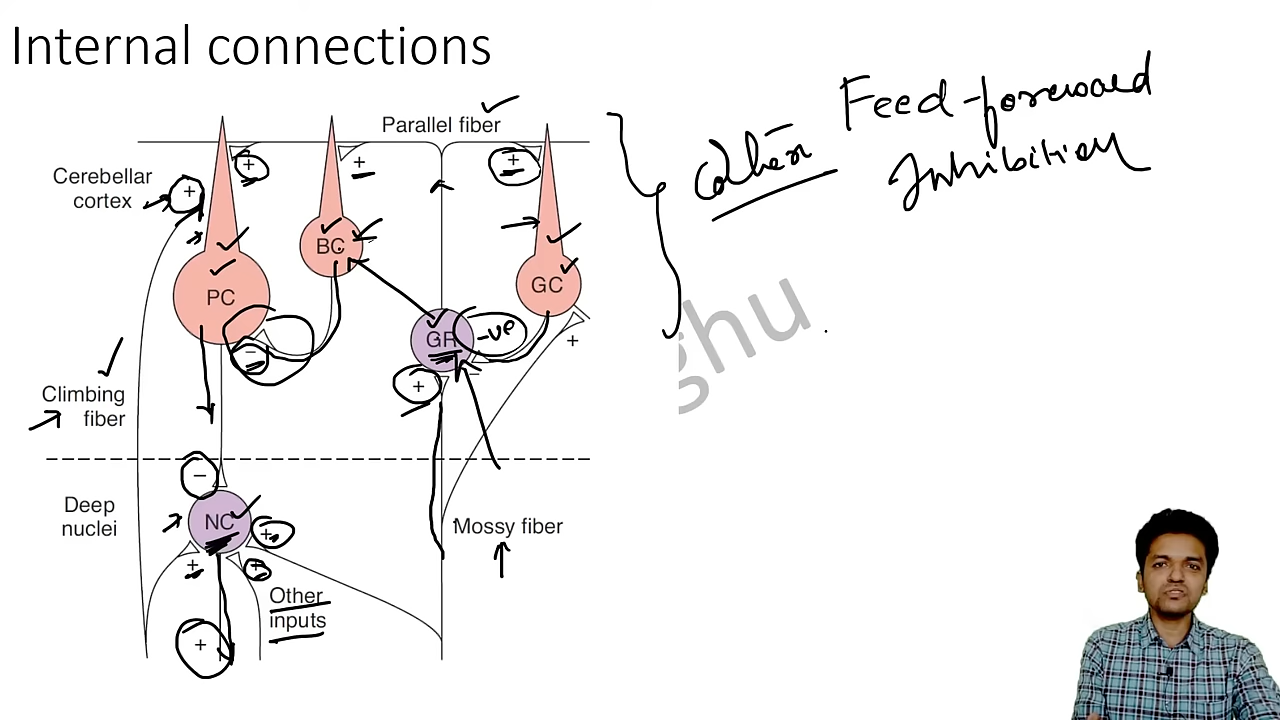 Internal connections
Parallel fiber
Feed-forward
Inhibition
Cerebellar
cortex
+
+
+
+
BC
PC
GC
GR
-ve
ghu
−
−
+
+
Climbing
fiber
−
Deep
nuclei
NC
+
Mossy fiber
+
+
Other
inputs
+